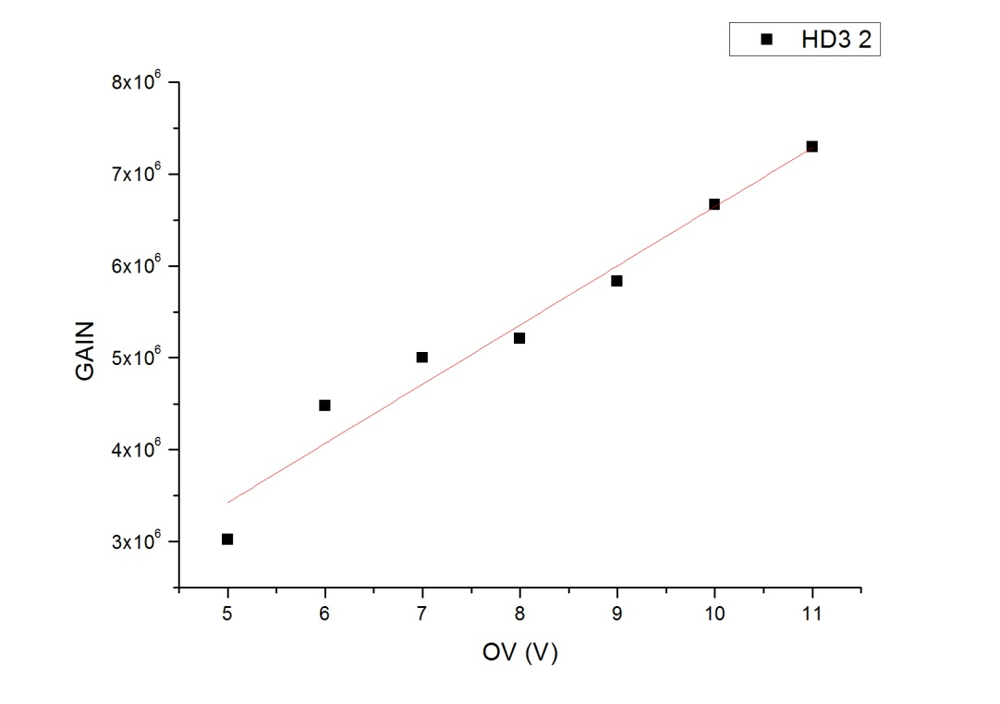 HD3 2
8x10⁶
7x10⁶
6x10⁶
5x10⁶
4x10⁶
3x10⁶
GAIN
5 6 7 8 9 10 11
OV (V)